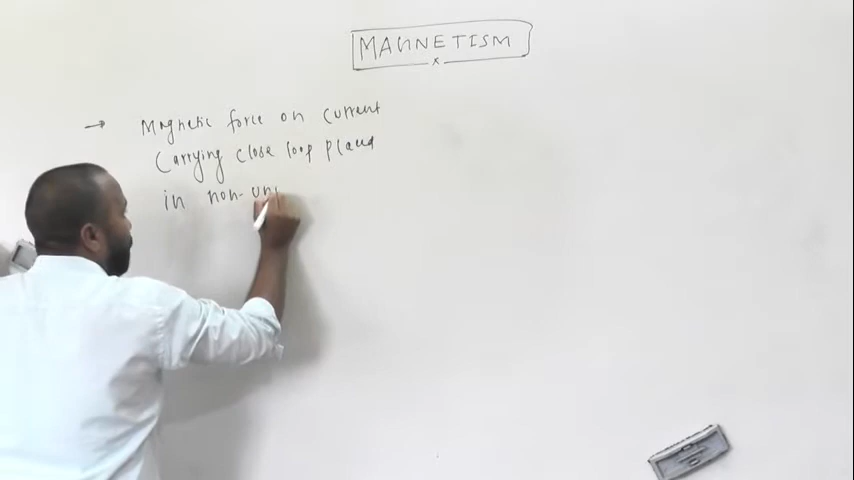 MAGNETISM
x
→ Magnetic force on current
Carrying close loop placed
in non-uni